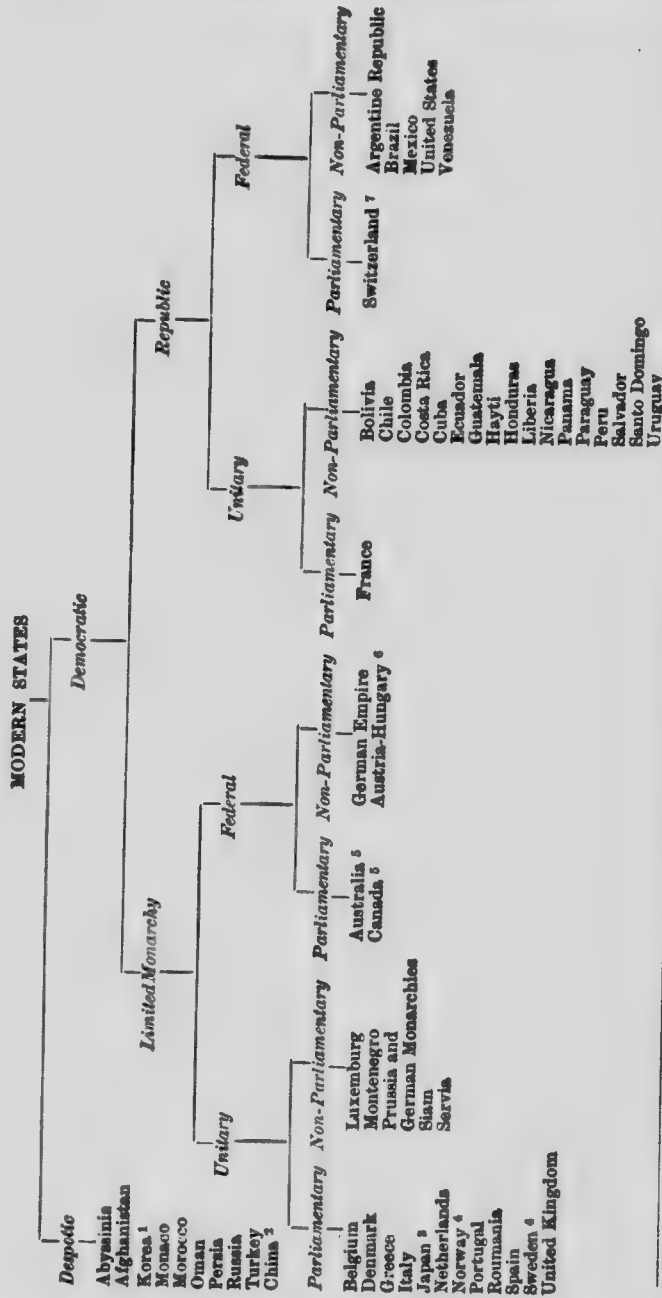 MODERN STATES
Despotic
Democratic
Abyssinia
Afghanistan
Korea 1
Monaco
Morocco
Oman
Persia
Russia
Turkey
China 2
Limited Monarchy
Republic
Unitary
Federal
Unitary
Federal
Parliamentary
Non-Parliamentary
Parliamentary
Non-Parliamentary
Parliamentary
Non-Parliamentary
Parliamentary
Non-Parliamentary
Belgium
Denmark
Greece
Italy
Japan 3
Netherlands
Norway 4
Portugal
Roumania
Spain
Sweden 4
United Kingdom
Luxemburg
Montenegro
Prussia and
German Monarchies
Siam
Servia
Australia 5
Canada 5
German Empire
Austria-Hungary 6
France
Bolivia
Chile
Colombia
Costa Rica
Cuba
Ecuador
Guatemala
Hayti
Honduras
Liberia
Nicaragua
Panama
Paraguay
Peru
Salvador
Santo Domingo
Uruguay
Switzerland 7
Argentine Republic
Brazil
Mexico
United States
Venezuela